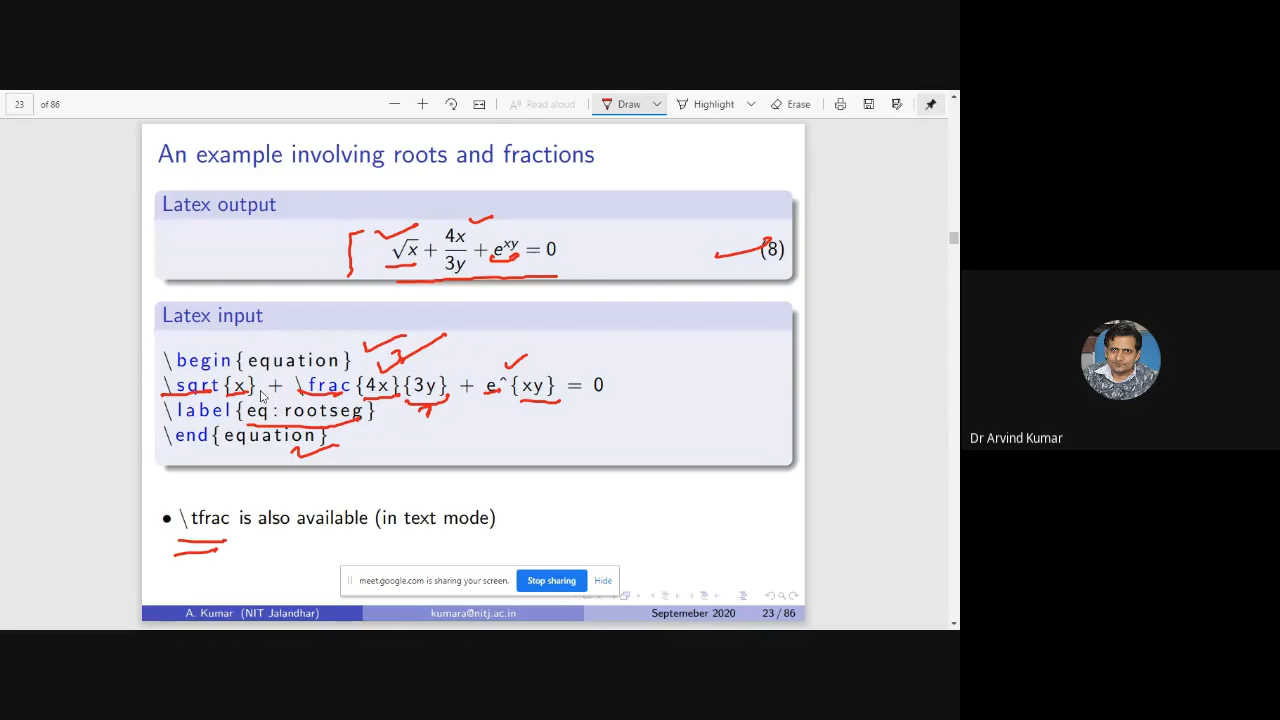 23 of 86
Read aloud
Draw
Highlight
Erase
An example involving roots and fractions
Latex output
√x + 4x/3y + e^xy = 0 (8)
Latex input
\begin{equation}
\sqrt{x} + \frac{4x}{3y} + e^{xy} = 0
\label{eq:rootseg}
\end{equation}
• \tfrac is also available (in text mode)
meet.google.com is sharing your screen. Stop sharing Hide
A. Kumar (NIT Jalandhar) kumara@nitj.ac.in Septemeber 2020 23 / 86
Dr Arvind Kumar